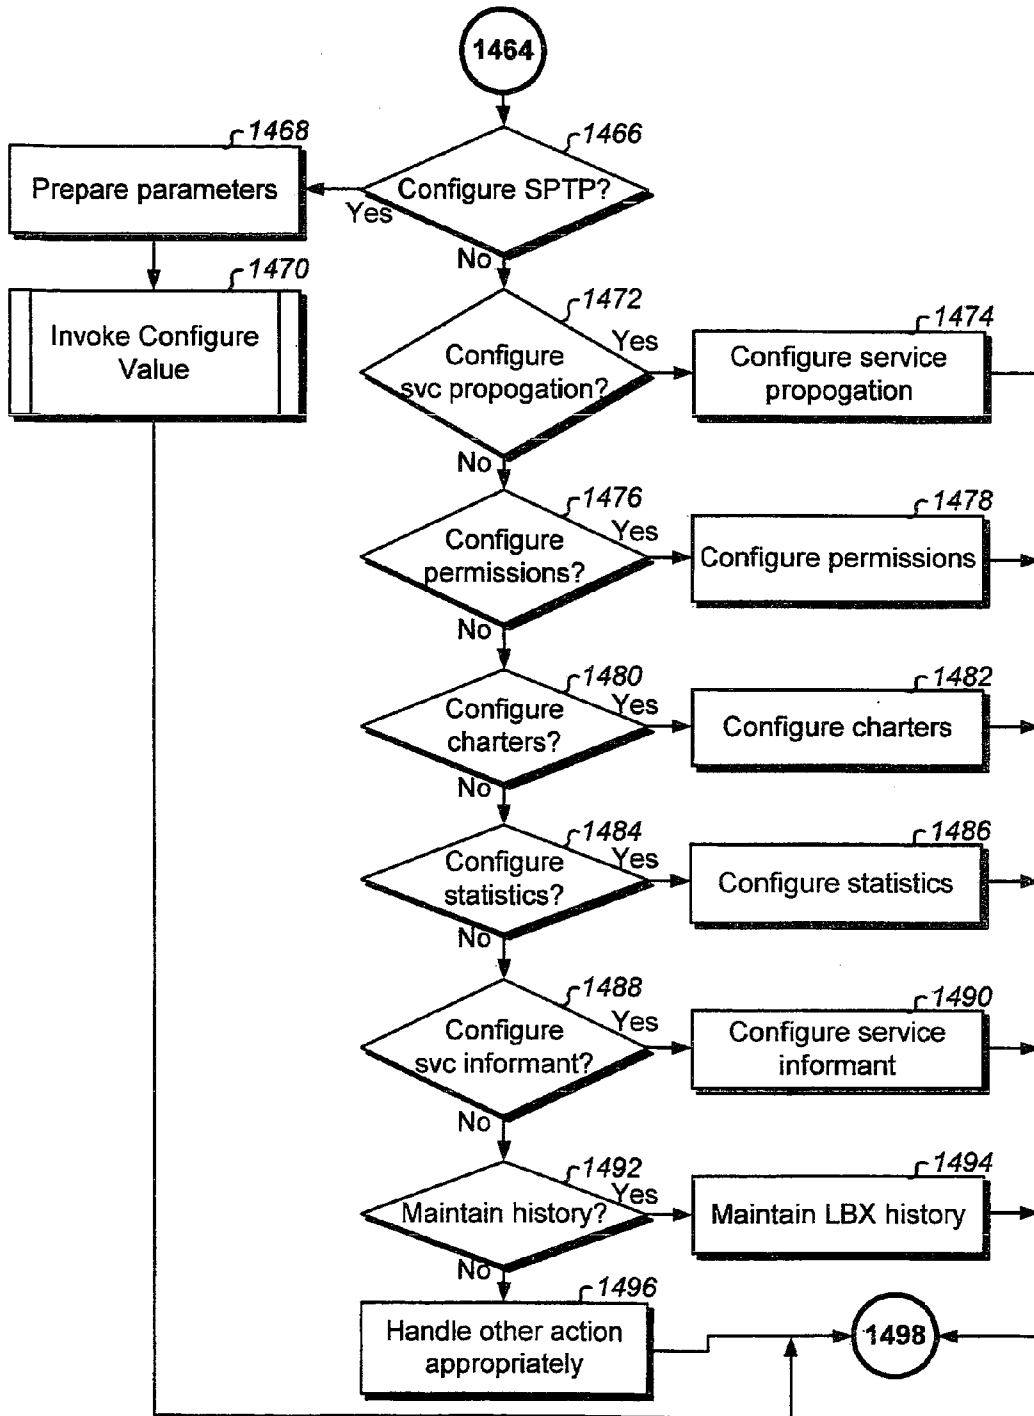 1464
1466
Configure SPTP?
Yes
No
1468
Prepare parameters
1470
Invoke Configure
Value
1472
Configure
svc propogation?
Yes
No
1474
Configure service
propogation
1476
Configure
permissions?
Yes
No
1478
Configure permissions
1480
Configure
charters?
Yes
No
1482
Configure charters
1484
Configure
statistics?
Yes
No
1486
Configure statistics
1488
Configure
svc informant?
Yes
No
1490
Configure service
informant
1492
Maintain history?
Yes
No
1494
Maintain LBX history
1496
Handle other action
appropriately
1498